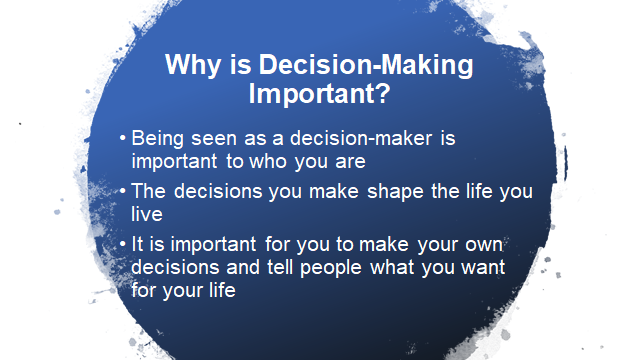 Why is Decision-Making
Important?
• Being seen as a decision-maker is
important to who you are
• The decisions you make shape the life you
live
• It is important for you to make your own
decisions and tell people what you want
for your life